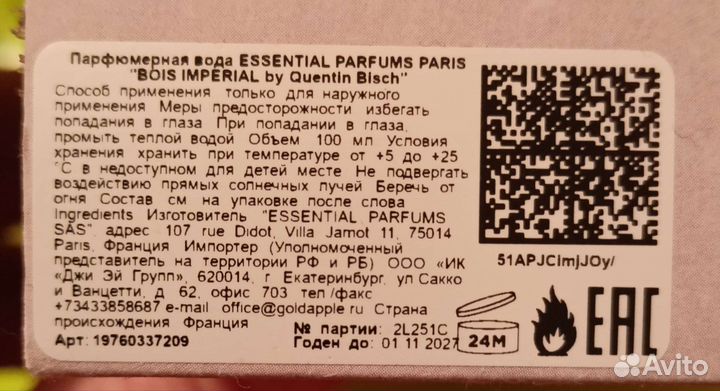 Парфюмерная вода ESSENTIAL PARFUMS PARIS
"BOIS IMPERIAL by Quentin Bisch"
Способ применения только для наружного
применения Меры предосторожности избегать
попадания в глаза При попадании в глаза,
промыть теплой водой Объем 100 мл Условия
хранения хранить при температуре от +5 до +25
°С в недоступном для детей месте Не подвергать
воздействию прямых солнечных лучей Беречь от
огня Состав см на упаковке после слова
Ingredients Изготовитель "ESSENTIAL PARFUMS
SAS", адрес 107 rue Didot, Villa Jamot 11, 75014
Paris, Франция Импортер (Уполномоченный
представитель на территории РФ и РБ) ООО «ИК
«Джи Эй Групп», 620014, г Екатеринбург, ул Сакко
и Ванцетти, д 62, офис 703 тел /факс
+73433858687 e-mail office@goldapple.ru Страна
происхождения Франция
Арт: 19760337209
№ партии: 2L251C
Годен до: 01 11 2027
24M
51APJCImjJOy/
EAC
Avito